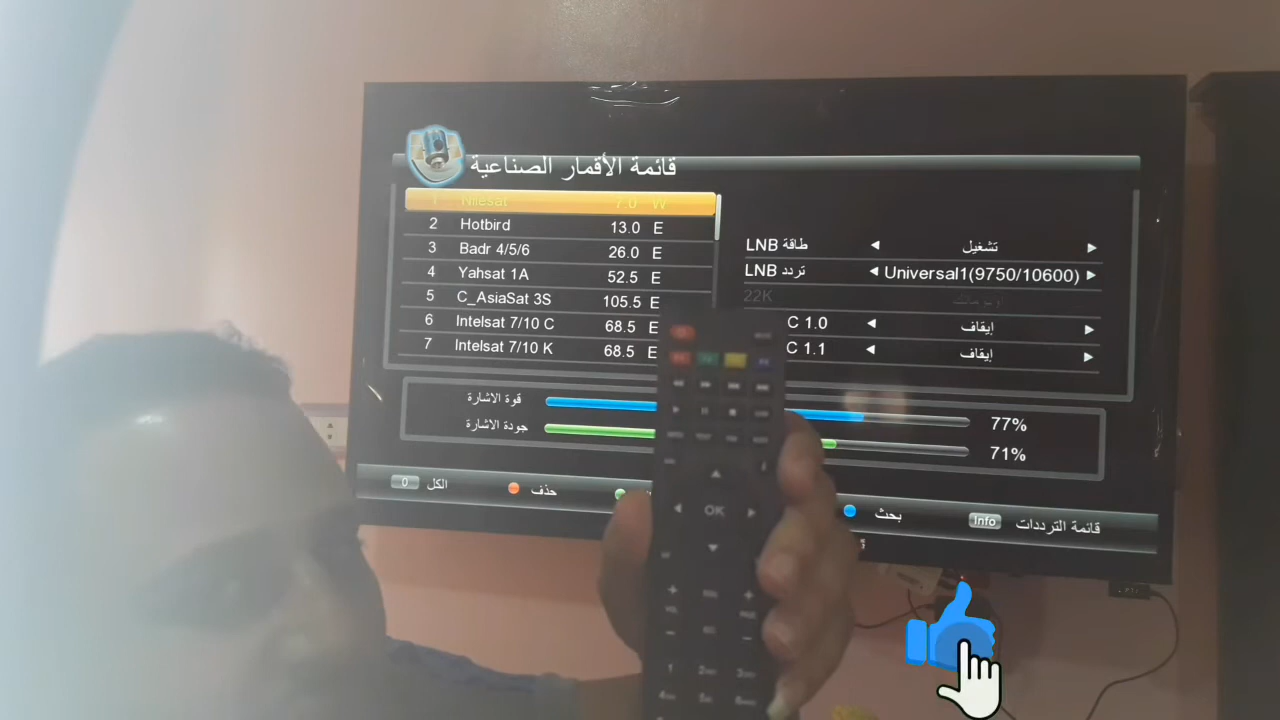 قائمة الأقمار الصناعية
1 Nilesat 7.0 W
2 Hotbird 13.0 E
3 Badr 4/5/6 26.0 E
4 Yahsat 1A 52.5 E
5 C_AsiaSat 3S 105.5 E
6 Intelsat 7/10 C 68.5 E
7 Intelsat 7/10 K 68.5 E
طاقة LNB تشغيل
تردد LNB Universal1(9750/10600)
22K
C 1.0 إيقاف
C 1.1 إيقاف
قوة الاشارة 77%
جودة الاشارة 71%
0 الكل حذف بحث Info قائمة الترددات
OK